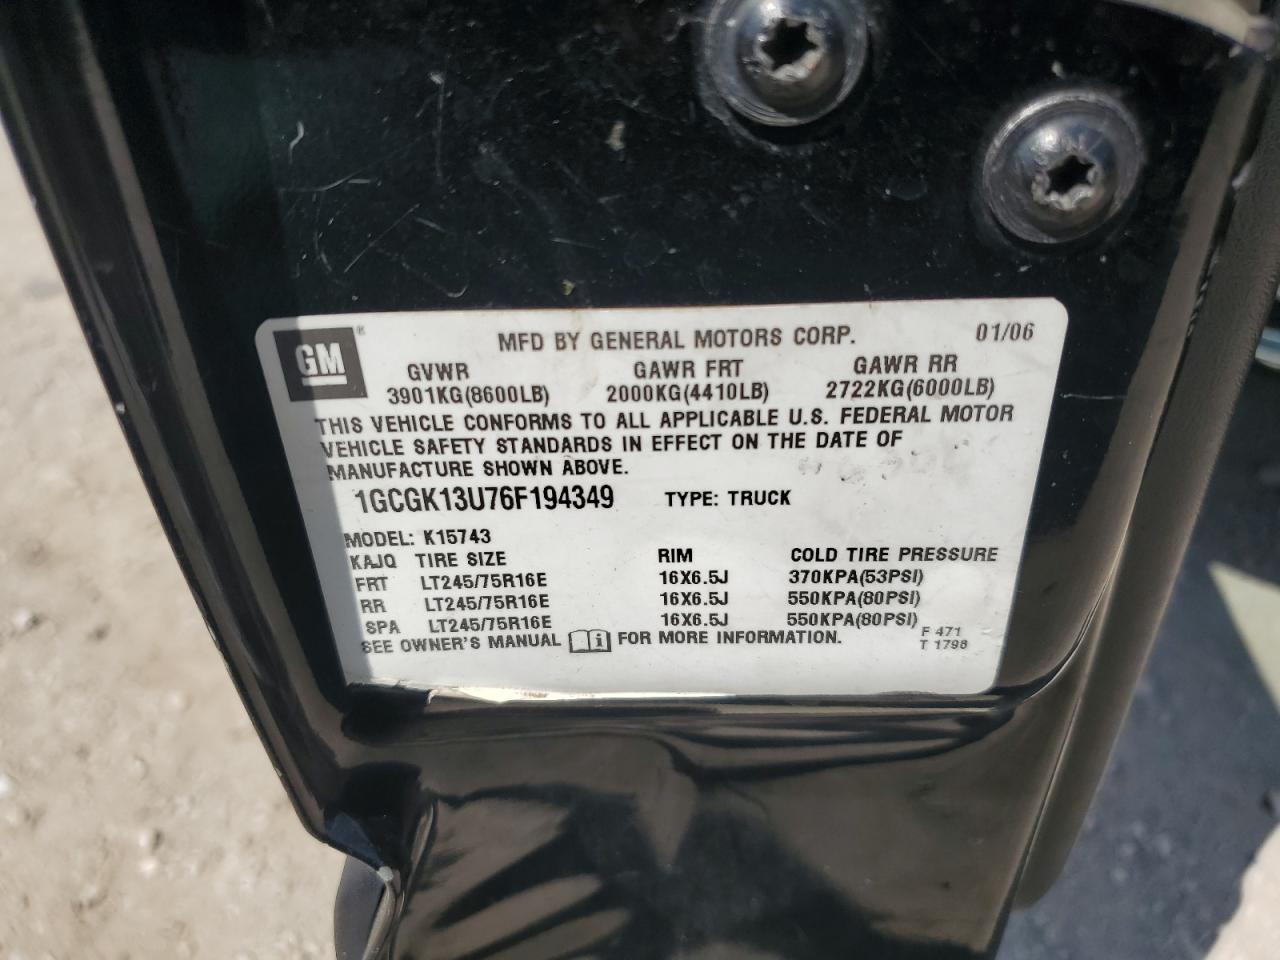 GM ®
MFD BY GENERAL MOTORS CORP. 01/06
GVWR GAWR FRT GAWR RR
3901KG(8600LB) 2000KG(4410LB) 2722KG(6000LB)
THIS VEHICLE CONFORMS TO ALL APPLICABLE U.S. FEDERAL MOTOR
VEHICLE SAFETY STANDARDS IN EFFECT ON THE DATE OF
MANUFACTURE SHOWN ABOVE.
1GCGK13U76F194349 TYPE: TRUCK
MODEL: K15743
KAJQ TIRE SIZE RIM COLD TIRE PRESSURE
FRT LT245/75R16E 16X6.5J 370KPA(53PSI)
RR LT245/75R16E 16X6.5J 550KPA(80PSI)
SPA LT245/75R16E 16X6.5J 550KPA(80PSI)
SEE OWNER'S MANUAL i FOR MORE INFORMATION. F 471
T 1798